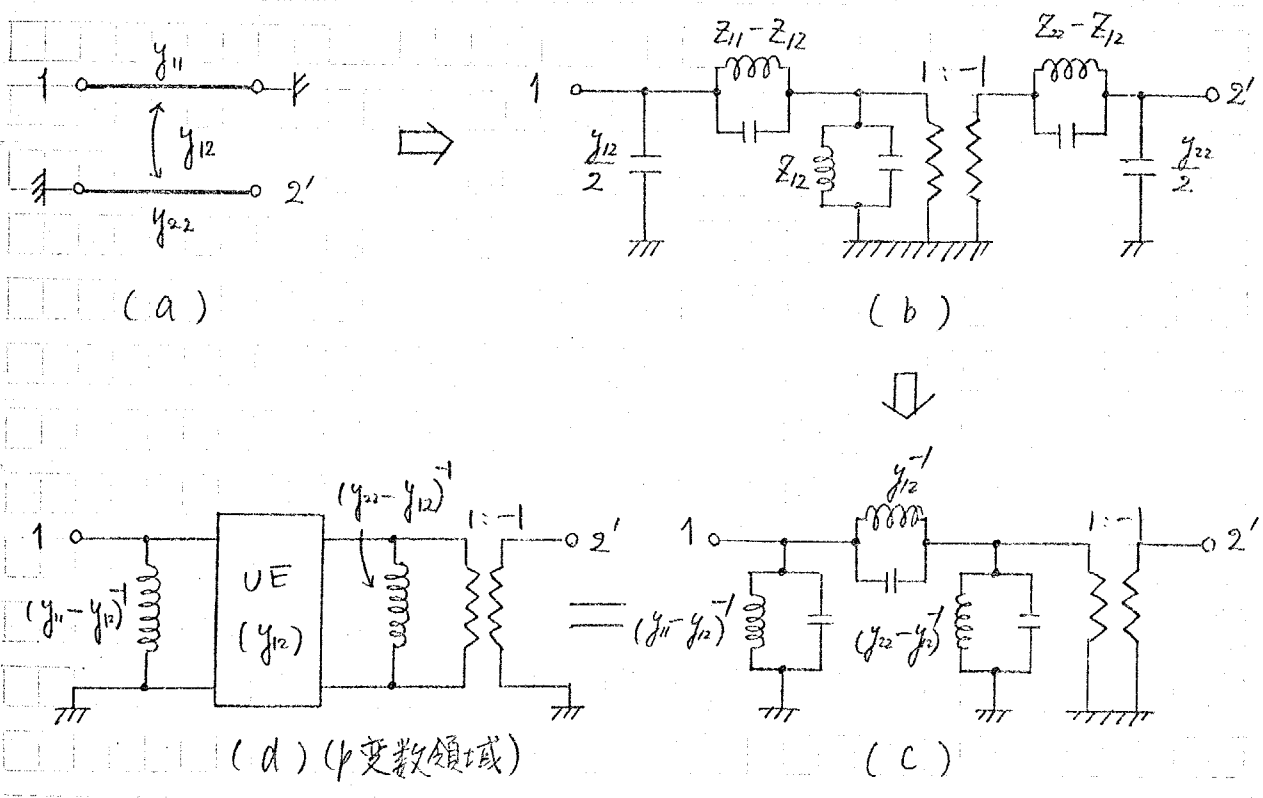 y₁₁
1
y₁₂
2′
y₂₂
(a)
Z₁₁−Z₁₂
Z₂₂−Z₁₂
1
1:−1
2′
y₁₂/2
Z₁₂
y₂₂/2
(b)
(y₂₂−y₁₂)⁻¹
1
1:−1
2′
(y₁₁−y₁₂)⁻¹
UE
(y₁₂)
=
(d)(p変数領域)
y₁₂⁻¹
1
1:−1
2′
(y₁₁−y₁₂)⁻¹
(y₂₂−y₁₂)⁻¹
(c)